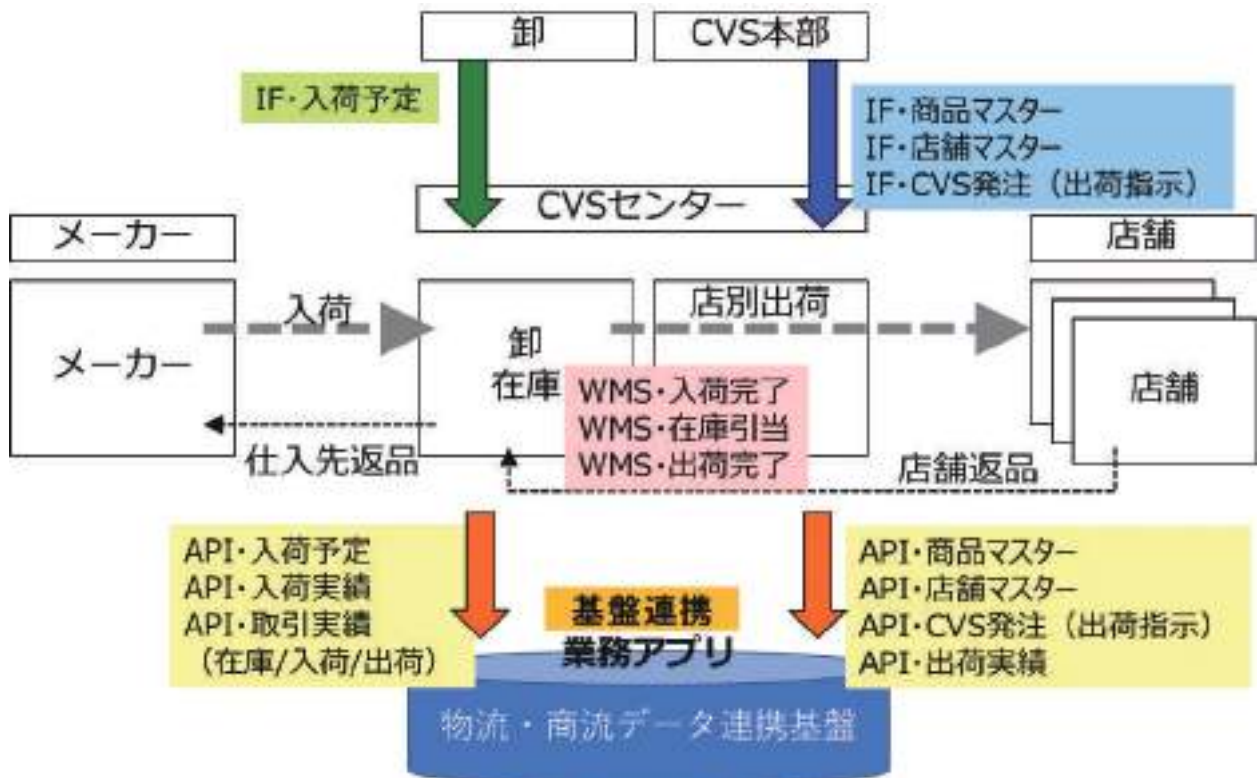 卸
CVS本部
IF・入荷予定
IF・商品マスター
IF・店舗マスター
IF・CVS発注（出荷指示）
CVSセンター
メーカー
店舗
入荷
店別出荷
メーカー
卸
在庫
店舗
WMS・入荷完了
WMS・在庫引当
WMS・出荷完了
仕入先返品
店舗返品
API・入荷予定
API・入荷実績
API・取引実績
（在庫/入荷/出荷）
API・商品マスター
API・店舗マスター
API・CVS発注（出荷指示）
API・出荷実績
基盤連携
業務アプリ
物流・商流データ連携基盤